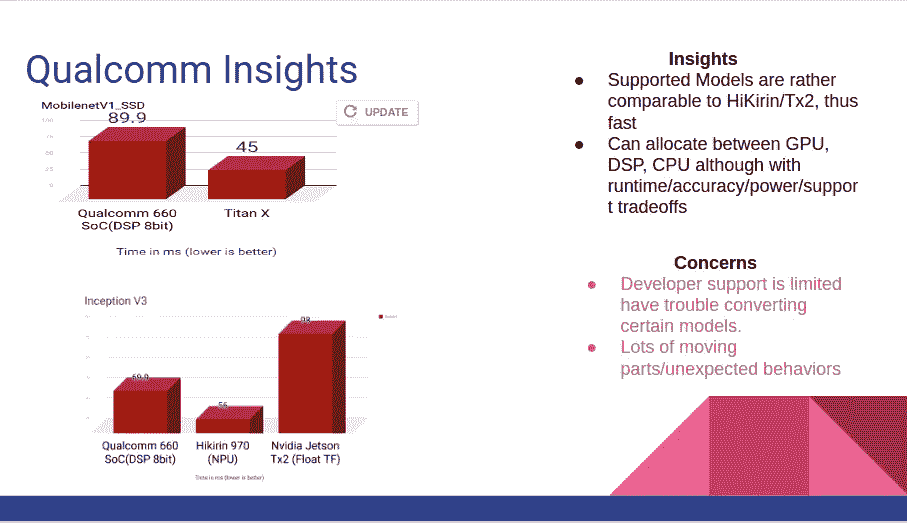 Qualcomm Insights
MobilenetV1_SSD
UPDATE
100
89.9
75
45
50
25
0
Qualcomm 660
SoC(DSP 8bit)
Titan X
Time in ms (lower is better)
Inception V3
69.9
56
98
Qualcomm 660
SoC(DSP 8bit)
Hikirin 970
(NPU)
Nvidia Jetson
Tx2 (Float TF)
Time in ms (lower is better)
Insights
● Supported Models are rather
comparable to HiKirin/Tx2, thus
fast
● Can allocate between GPU,
DSP, CPU although with
runtime/accuracy/power/suppor
t tradeoffs
Concerns
● Developer support is limited
have trouble converting
certain models.
● Lots of moving
parts/unexpected behaviors